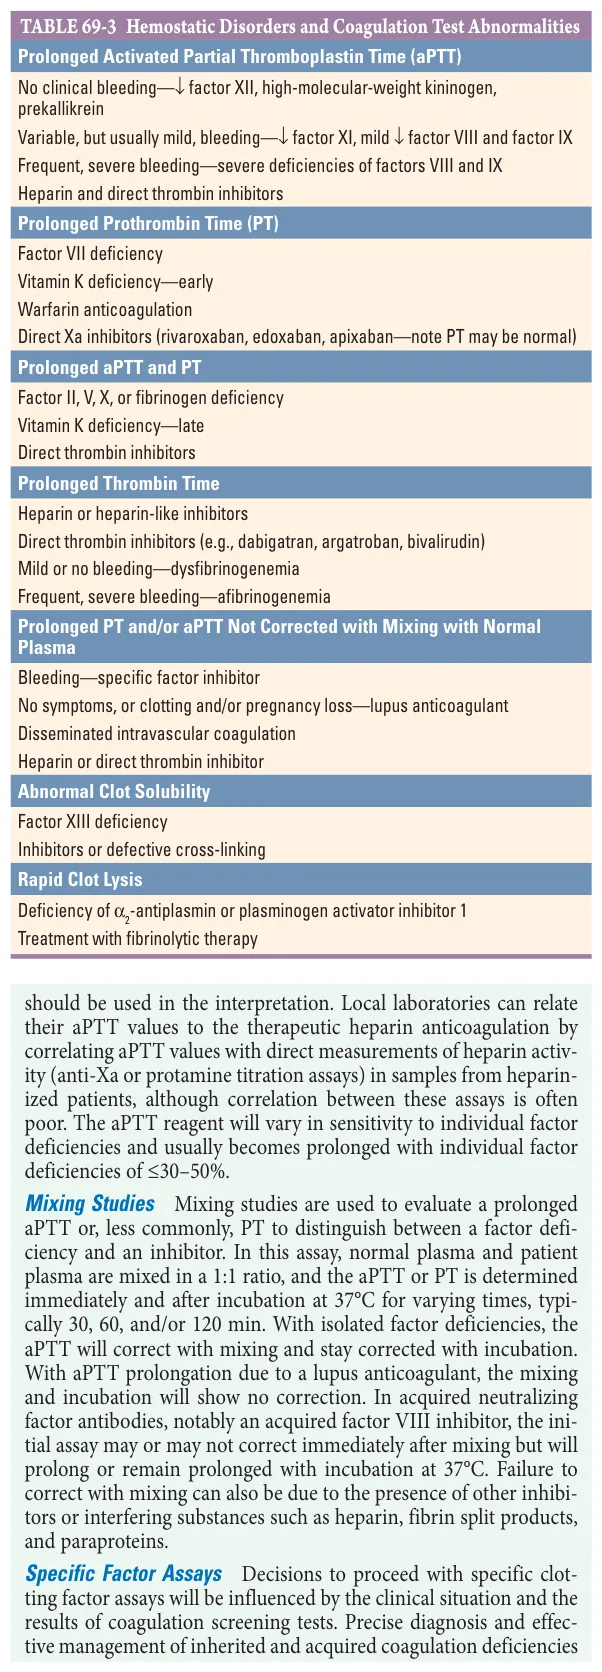 TABLE 69-3 Hemostatic Disorders and Coagulation Test Abnormalities
Prolonged Activated Partial Thromboplastin Time (aPTT)
No clinical bleeding—↓ factor XII, high-molecular-weight kininogen,
prekallikrein
Variable, but usually mild, bleeding—↓ factor XI, mild ↓ factor VIII and factor IX
Frequent, severe bleeding—severe deficiencies of factors VIII and IX
Heparin and direct thrombin inhibitors
Prolonged Prothrombin Time (PT)
Factor VII deficiency
Vitamin K deficiency—early
Warfarin anticoagulation
Direct Xa inhibitors (rivaroxaban, edoxaban, apixaban—note PT may be normal)
Prolonged aPTT and PT
Factor II, V, X, or fibrinogen deficiency
Vitamin K deficiency—late
Direct thrombin inhibitors
Prolonged Thrombin Time
Heparin or heparin-like inhibitors
Direct thrombin inhibitors (e.g., dabigatran, argatroban, bivalirudin)
Mild or no bleeding—dysfibrinogenemia
Frequent, severe bleeding—afibrinogenemia
Prolonged PT and/or aPTT Not Corrected with Mixing with Normal
Plasma
Bleeding—specific factor inhibitor
No symptoms, or clotting and/or pregnancy loss—lupus anticoagulant
Disseminated intravascular coagulation
Heparin or direct thrombin inhibitor
Abnormal Clot Solubility
Factor XIII deficiency
Inhibitors or defective cross-linking
Rapid Clot Lysis
Deficiency of α₂-antiplasmin or plasminogen activator inhibitor 1
Treatment with fibrinolytic therapy
should be used in the interpretation. Local laboratories can relate
their aPTT values to the therapeutic heparin anticoagulation by
correlating aPTT values with direct measurements of heparin activ-
ity (anti-Xa or protamine titration assays) in samples from heparin-
ized patients, although correlation between these assays is often
poor. The aPTT reagent will vary in sensitivity to individual factor
deficiencies and usually becomes prolonged with individual factor
deficiencies of ≤30–50%.
Mixing Studies Mixing studies are used to evaluate a prolonged
aPTT or, less commonly, PT to distinguish between a factor defi-
ciency and an inhibitor. In this assay, normal plasma and patient
plasma are mixed in a 1:1 ratio, and the aPTT or PT is determined
immediately and after incubation at 37°C for varying times, typi-
cally 30, 60, and/or 120 min. With isolated factor deficiencies, the
aPTT will correct with mixing and stay corrected with incubation.
With aPTT prolongation due to a lupus anticoagulant, the mixing
and incubation will show no correction. In acquired neutralizing
factor antibodies, notably an acquired factor VIII inhibitor, the ini-
tial assay may or may not correct immediately after mixing but will
prolong or remain prolonged with incubation at 37°C. Failure to
correct with mixing can also be due to the presence of other inhibi-
tors or interfering substances such as heparin, fibrin split products,
and paraproteins.
Specific Factor Assays Decisions to proceed with specific clot-
ting factor assays will be influenced by the clinical situation and the
results of coagulation screening tests. Precise diagnosis and effec-
tive management of inherited and acquired coagulation deficiencies